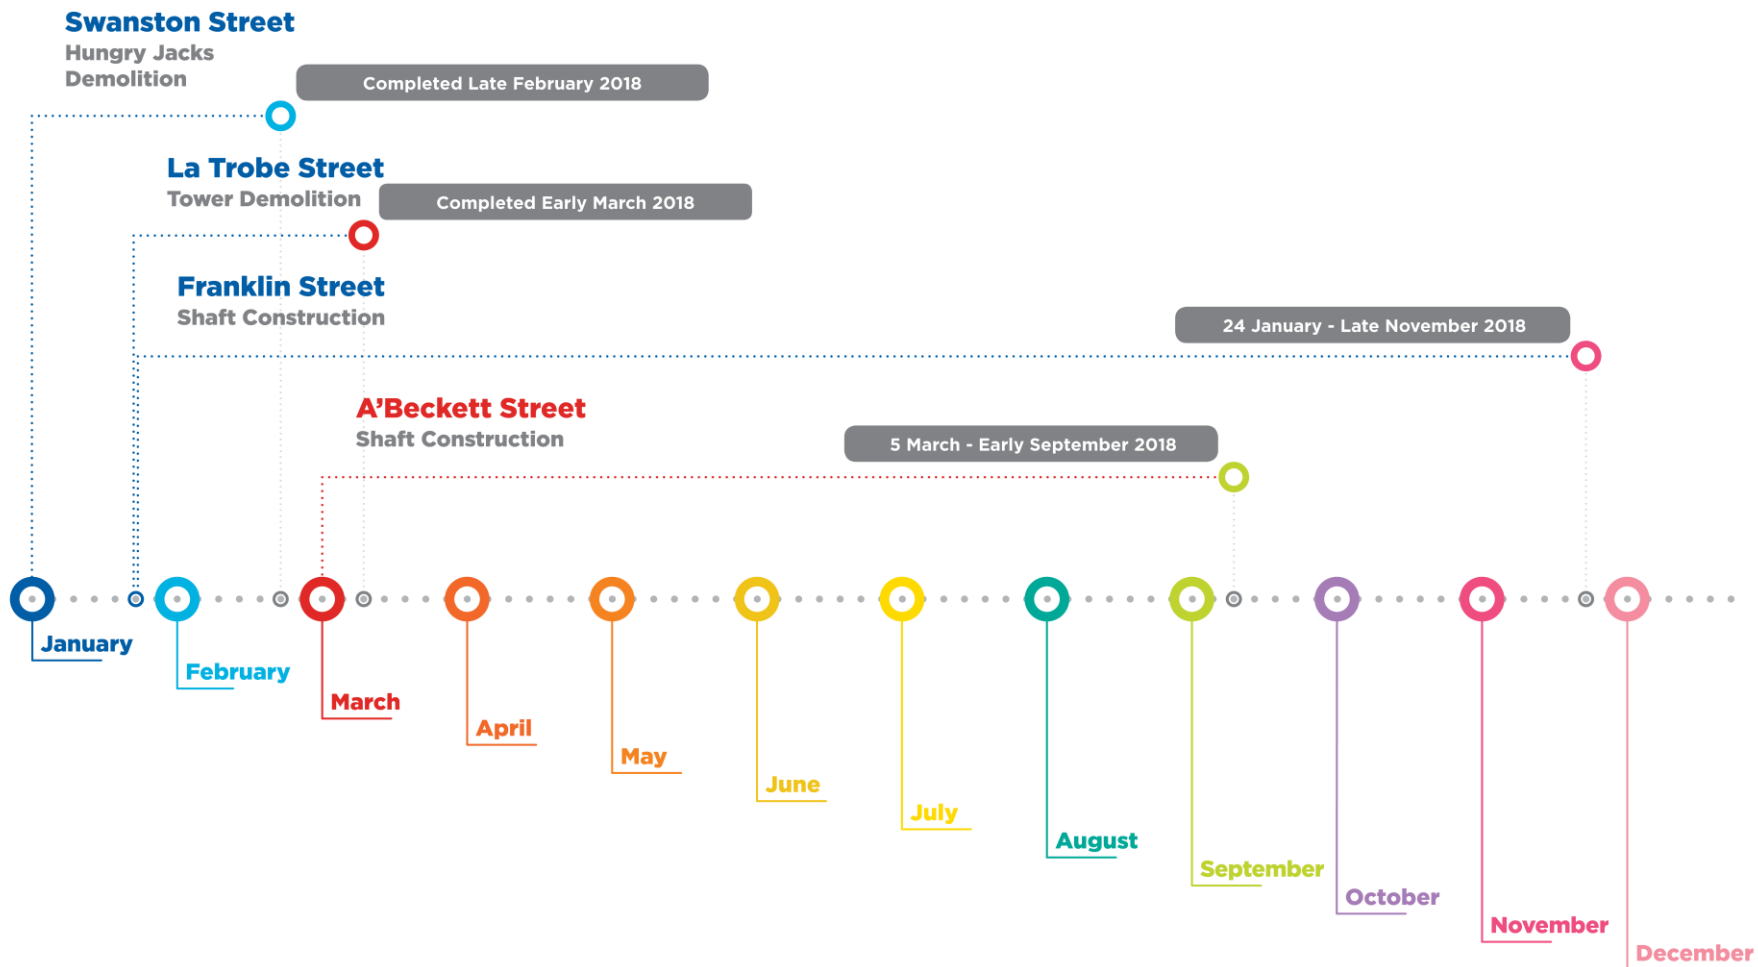 Swanston Street
Hungry Jacks
Demolition
Completed Late February 2018
La Trobe Street
Tower Demolition
Completed Early March 2018
Franklin Street
Shaft Construction
24 January - Late November 2018
A’Beckett Street
Shaft Construction
5 March - Early September 2018
January
February
March
April
May
June
July
August
September
October
November
December